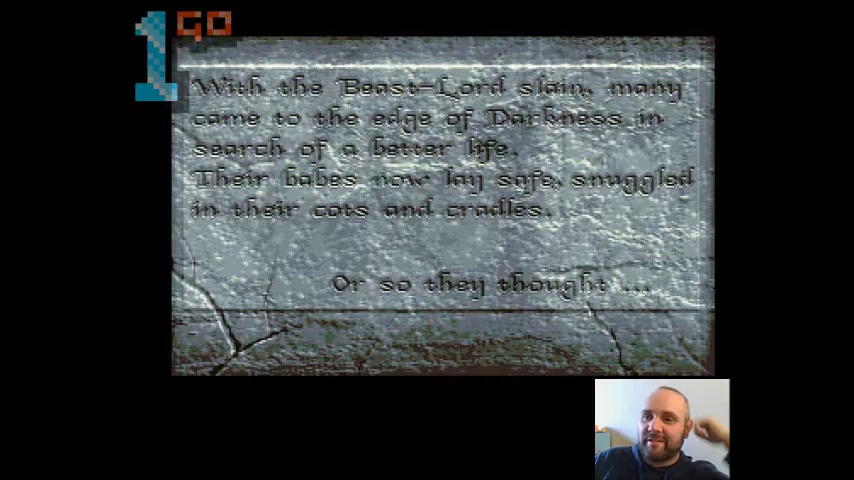 1 GO
With the Beast-Lord slain, many
came to the edge of Darkness in
search of a better life.
Their babes now lay safe, snuggled
in their cots and cradles.
Or so they thought ....